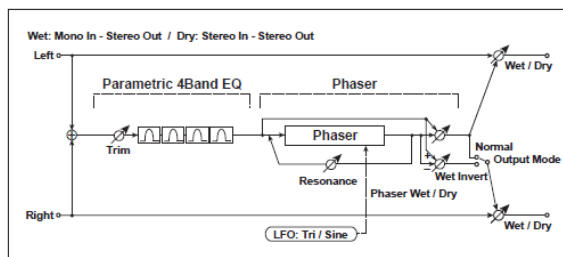 Wet: Mono In - Stereo Out / Dry: Stereo In - Stereo Out
Left
Wet / Dry
Parametric 4Band EQ
Phaser
Phaser
Trim
Normal
Output Mode
+
−
Wet Invert
Resonance
Phaser Wet / Dry
Right
LFO: Tri / Sine
Wet / Dry